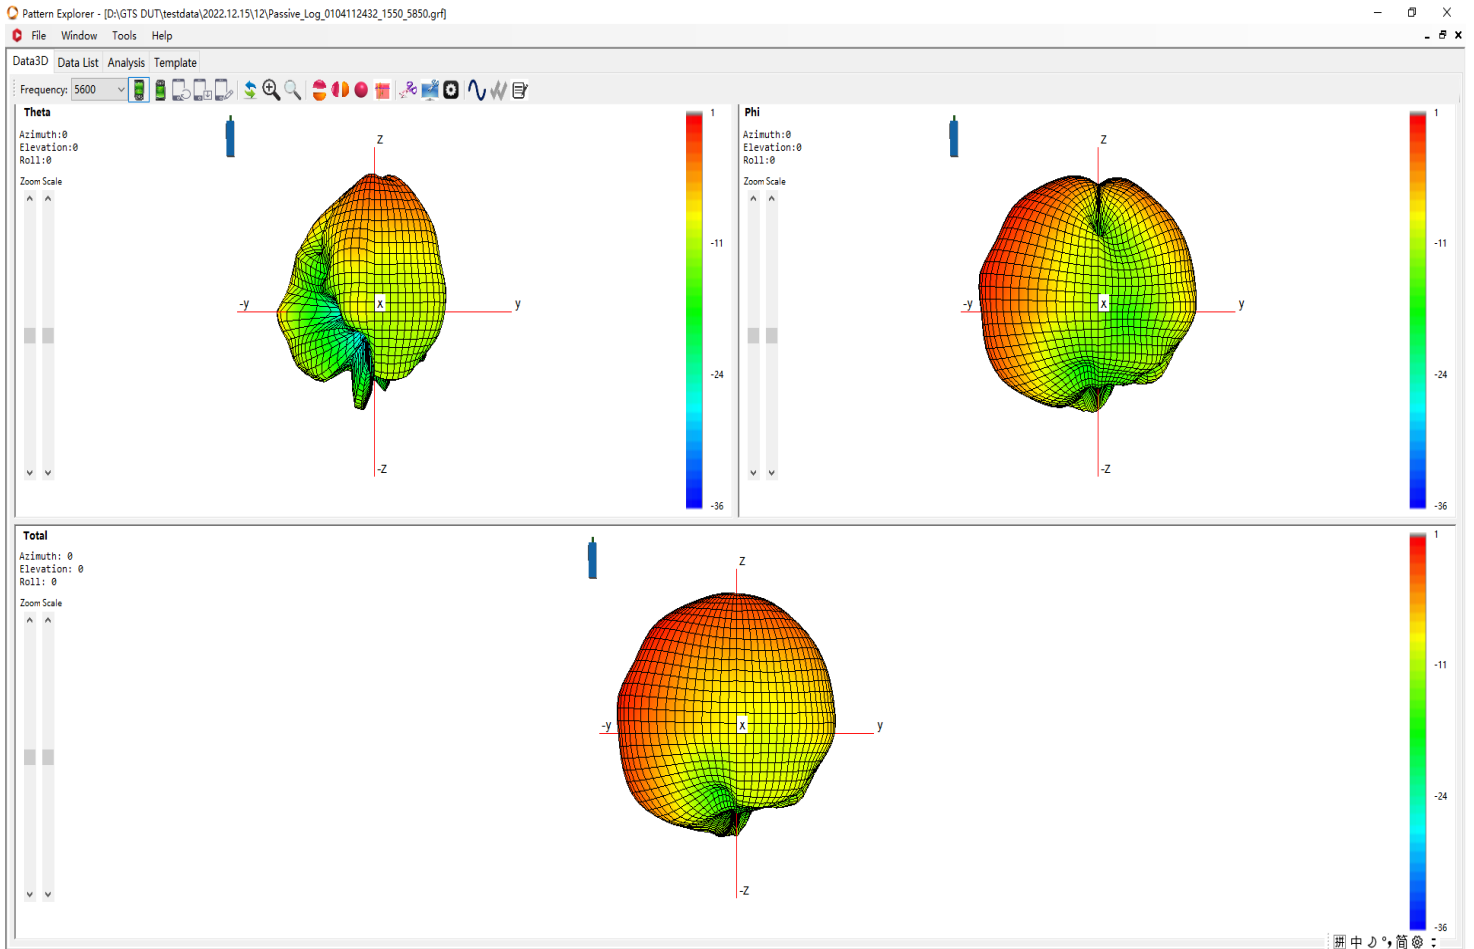 Pattern Explorer - [D:\GTS DUT\testdata\2022.12.15\12\Passive_Log_0104112432_1550_5850.grf]
File Window Tools Help
Data3D Data List Analysis Template
Frequency: 5600
Theta
Azimuth:0
Elevation:0
Roll:0
Zoom Scale
Z
-y
X
y
-Z
1
-11
-24
-36
Phi
Azimuth:0
Elevation:0
Roll:0
Zoom Scale
Z
-y
X
y
-Z
1
-11
-24
-36
Total
Azimuth: 0
Elevation: 0
Roll: 0
Zoom Scale
Z
-y
X
y
-Z
1
-11
-24
-36
拼 中 简